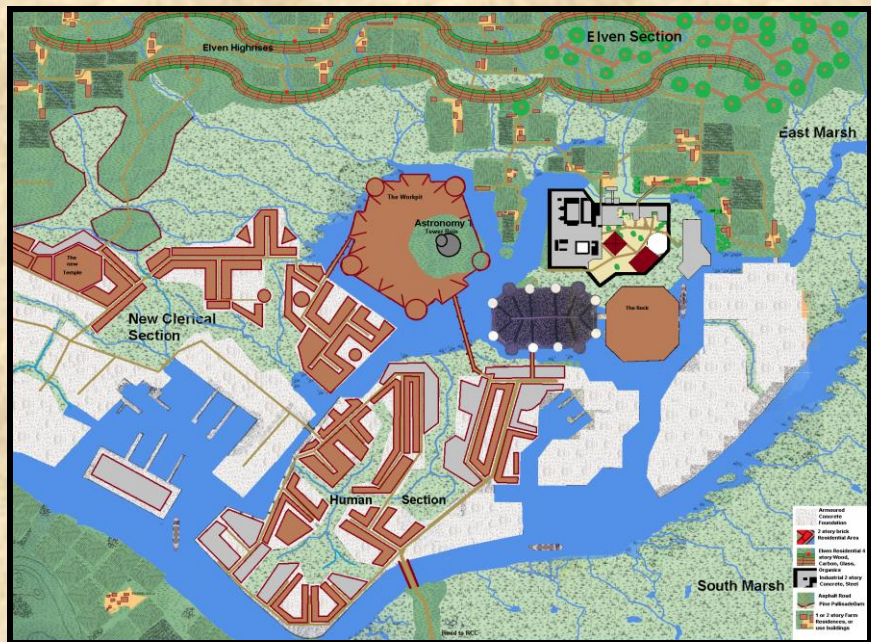 Elven Section
Elven Highrises
East Marsh
The Workpit
Astronomy 1
Tower Ruin
The new
Temple
The Rock
New Clerical
Section
Human Section
South Marsh
Road to
Armoured
Concrete
Foundation
2 story brick
Residential Area
Elven Residential 4
story Wood,
Carbon, Glass,
Organics
Industrial 2 story
Concrete, Steel
Asphalt Road
Pine
1 or 2 story Farm
Residences, or
use buildings